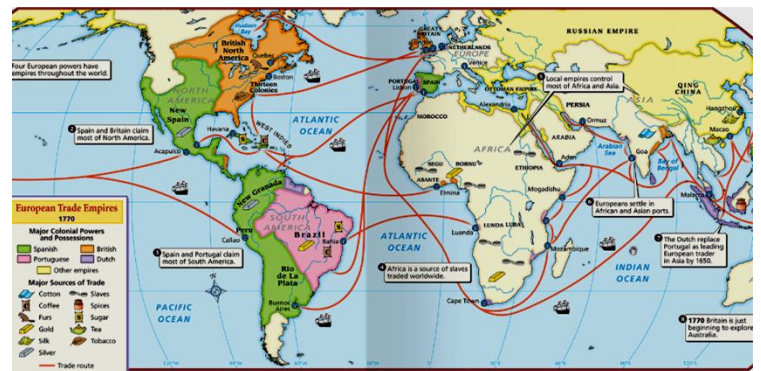 Four European powers have
empires throughout the world.
Hudson
Bay
British
North
America
Quebec
Boston
Thirteen
Colonies
NORTH
AMERICA
New
Spain
2 Spain and Britain claim
most of North America.
Havana
WEST INDIES
Acapulco
ATLANTIC
OCEAN
New Granada
SOUTH
AMERICA
Peru
Callao
Brazil
Bahia
3 Spain and Portugal claim
most of South America.
Rio
de La
Plata
Buenos
Aires
PACIFIC
OCEAN
ATLANTIC
OCEAN
4 Africa is a source of slaves
traded worldwide.
GREAT
BRITAIN
London
NETHERLANDS
EUROPE
Venice
PORTUGAL
SPAIN
Lisbon
RUSSIAN EMPIRE
OTTOMAN EMPIRE
5 Local empires control
most of Africa and Asia.
Alexandria
MOROCCO
AFRICA
SEGU
BORNU
ASANTE
Elmina
ETHIOPIA
PERSIA
Ormuz
ARABIA
Aden
ASIA
QING
CHINA
Hangzhou
Macao
Arabian
Sea
Goa
Bay of
Bengal
Mogadishu
6 Europeans settle in
African and Asian ports.
Luanda
LUNDA
LUBA
Mozambique
Cape Town
INDIAN
OCEAN
Malacca
7 The Dutch replace
Portugal as leading
European trader
in Asia by 1650.
8 1770 Britain is just
beginning to explore
Australia.
European Trade Empires
1770
Major Colonial Powers
and Possessions
Spanish
British
Portuguese
Dutch
Other empires
Major Sources of Trade
Cotton
Slaves
Coffee
Spices
Furs
Sugar
Gold
Tea
Silk
Tobacco
Silver
Trade route